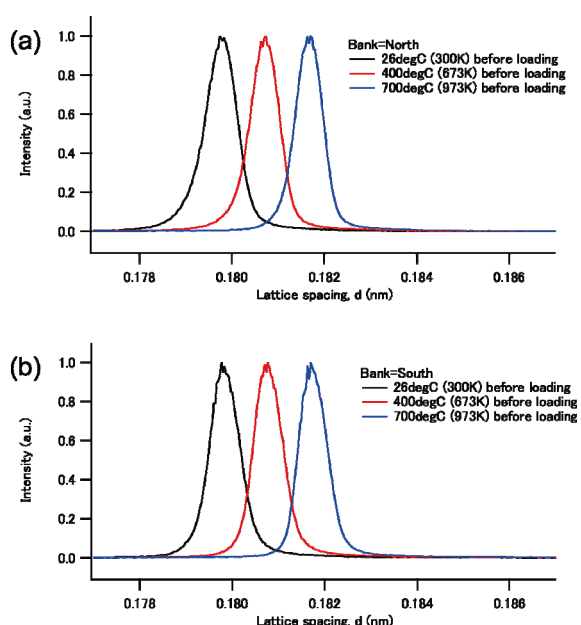 (a)
Bank=North
26degC (300K) before loading
400degC (673K) before loading
700degC (973K) before loading
Intensity (a.u.)
1.0
0.8
0.6
0.4
0.2
0.0
0.178 0.180 0.182 0.184 0.186
Lattice spacing, d (nm)
(b)
Bank=South
26degC (300K) before loading
400degC (673K) before loading
700degC (973K) before loading
Intensity (a.u.)
1.0
0.8
0.6
0.4
0.2
0.0
0.178 0.180 0.182 0.184 0.186
Lattice spacing, d (nm)